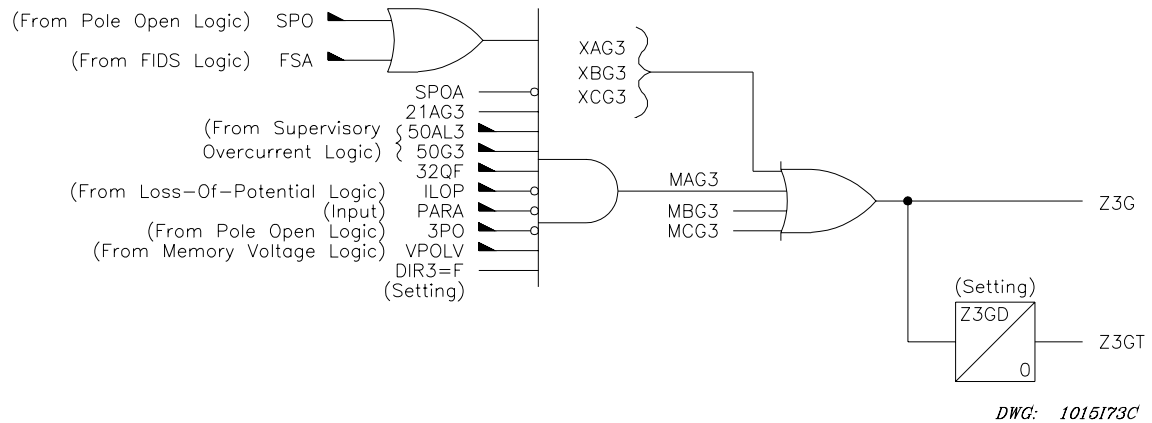 (From Pole Open Logic) SPO
(From FIDS Logic) FSA
SPOA
21AG3
(From Supervisory 50AL3
Overcurrent Logic) 50G3
32QF
(From Loss-Of-Potential Logic) ILOP
(Input) PARA
(From Pole Open Logic) 3PO
(From Memory Voltage Logic) VPOLV
DIR3=F
(Setting)
XAG3
XBG3
XCG3
MAG3
MBG3
MCG3
Z3G
(Setting)
Z3GD
0
Z3GT
DWG: 1015I73C